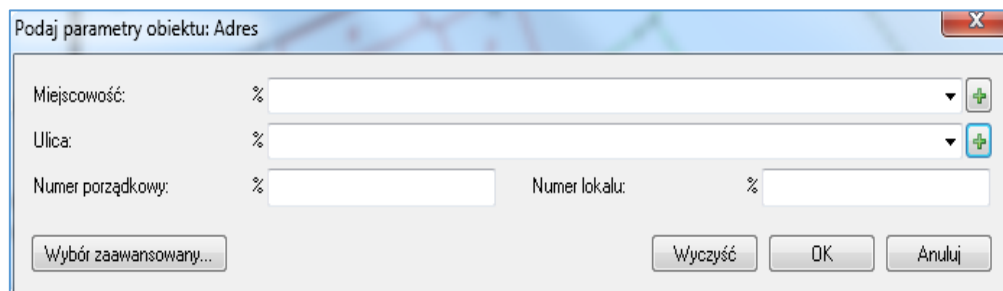 Podaj parametry obiektu: Adres
Miejscowość: %
Ulica: %
Numer porządkowy: % Numer lokalu: %
Wybór zaawansowany... Wyczyść OK Anuluj